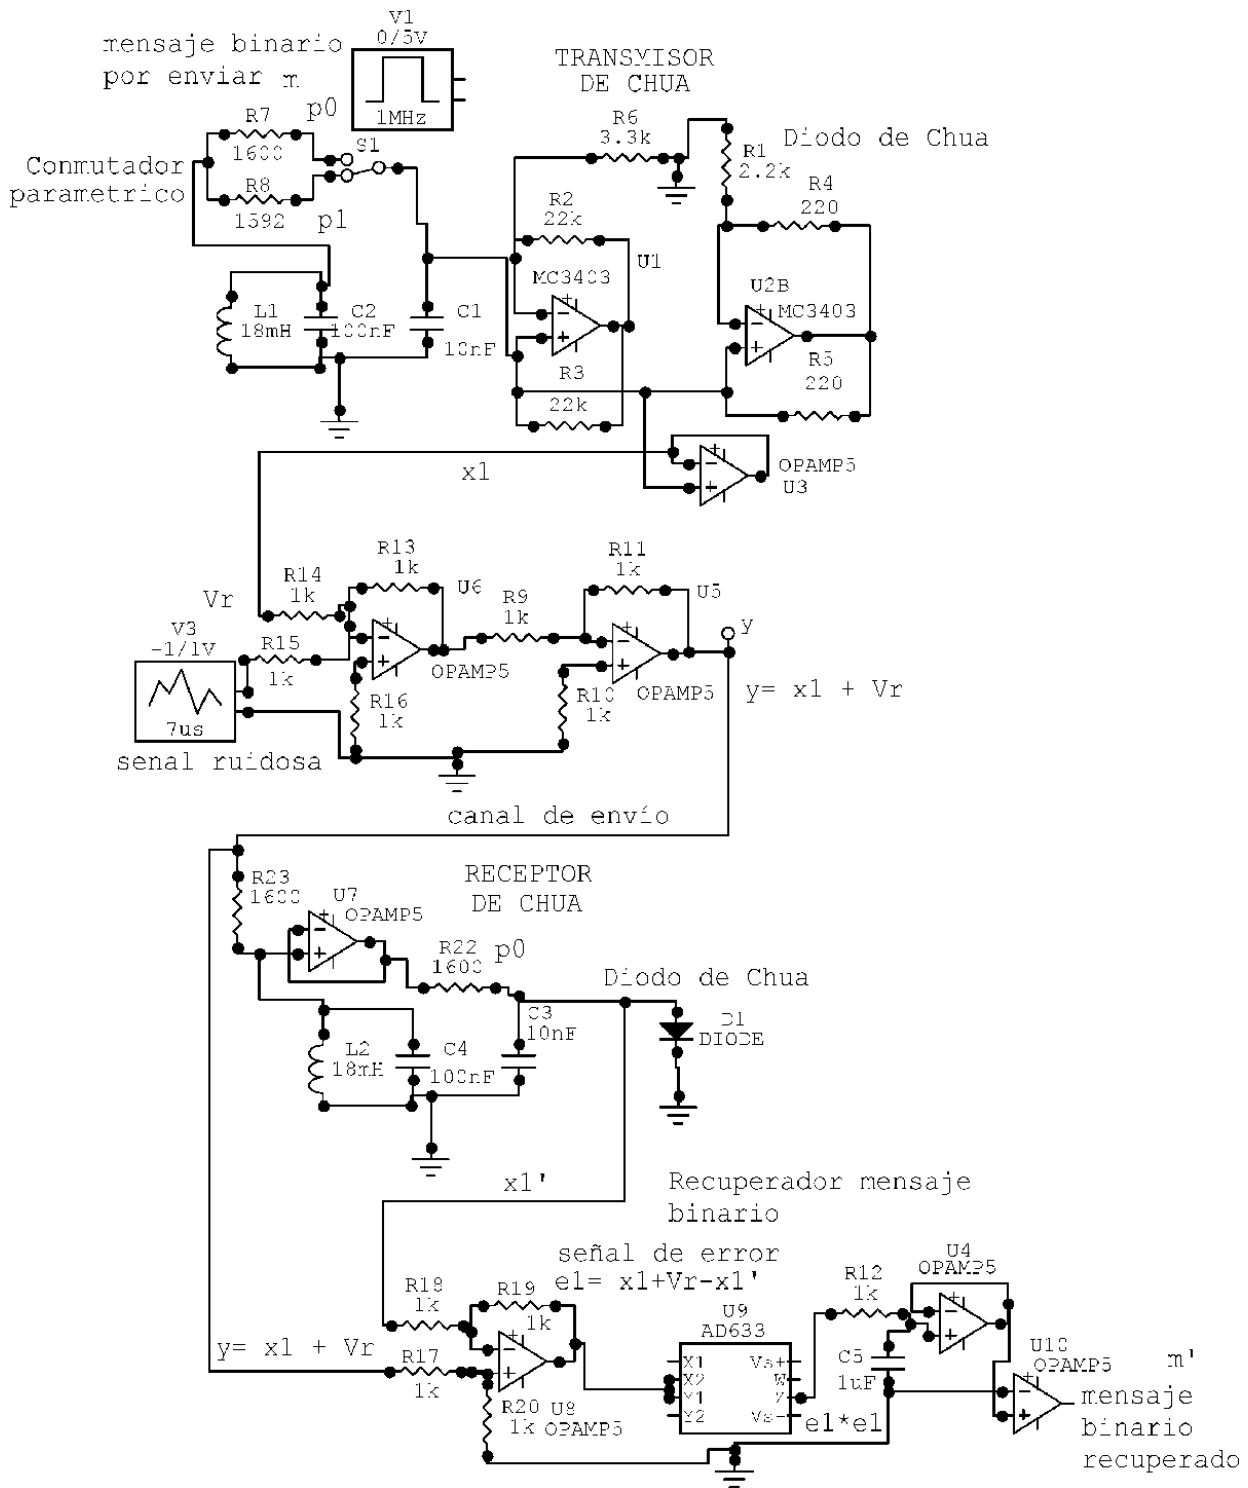 V1
0/5V
mensaje binario
por enviar m
1MHz
TRANSMISOR
DE CHUA
p0
R7
1600
S1
R6
3.3k
Diodo de Chua
R1
2.2k
Conmutador
parametrico
R8
1592
p1
R4
220
R2
22k
U1
MC3403
U2B
MC3403
L1
18mH
C2
100nF
C1
10nF
R3
22k
R5
220
x1
OPAMP5
U3
R13
1k
R11
1k
R14
1k
U6
R9
1k
U5
Vr
V3
-1/1V
R15
1k
y
OPAMP5
OPAMP5
y= x1 + Vr
R16
1k
R10
1k
7us
senal ruidosa
canal de envío
RECEPTOR
DE CHUA
R23
1600
U7
OPAMP5
R22
1600
p0
Diodo de Chua
C3
10nF
D1
DIODE
L2
18mH
C4
100nF
x1'
Recuperador mensaje
binario
señal de error
e1= x1+Vr-x1'
R18
1k
R19
1k
U9
AD633
R12
1k
U4
OPAMP5
y= x1 + Vr
R17
1k
X1
X2
Y1
Y2
Vs+
W
Z
Vs-
C5
1uF
U10
OPAMP5
m'
mensaje
binario
recuperado
R20
1k
U8
OPAMP5
e1*e1